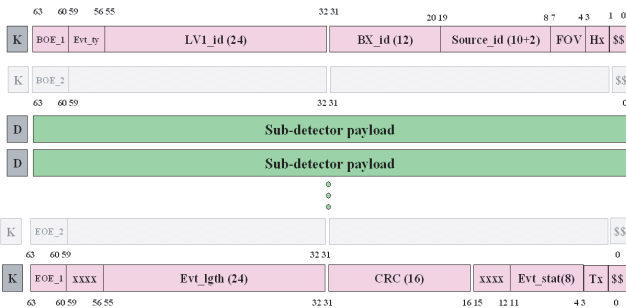 63 60 59 56 55 32 31 20 19 8 7 4 3 1 0
K BOE_1 Evt_ty LV1_id (24) BX_id (12) Source_id (10+2) FOV Hx $$
K BOE_2 $$
63 60 59 32 31 0
D Sub-detector payload
D Sub-detector payload
K EOE_2 $$
63 60 59 32 31 0
K EOE_1 xxxx Evt_lgth (24) CRC (16) xxxx Evt_stat(8) Tx $$
63 60 59 56 55 32 31 16 15 12 11 4 3 0